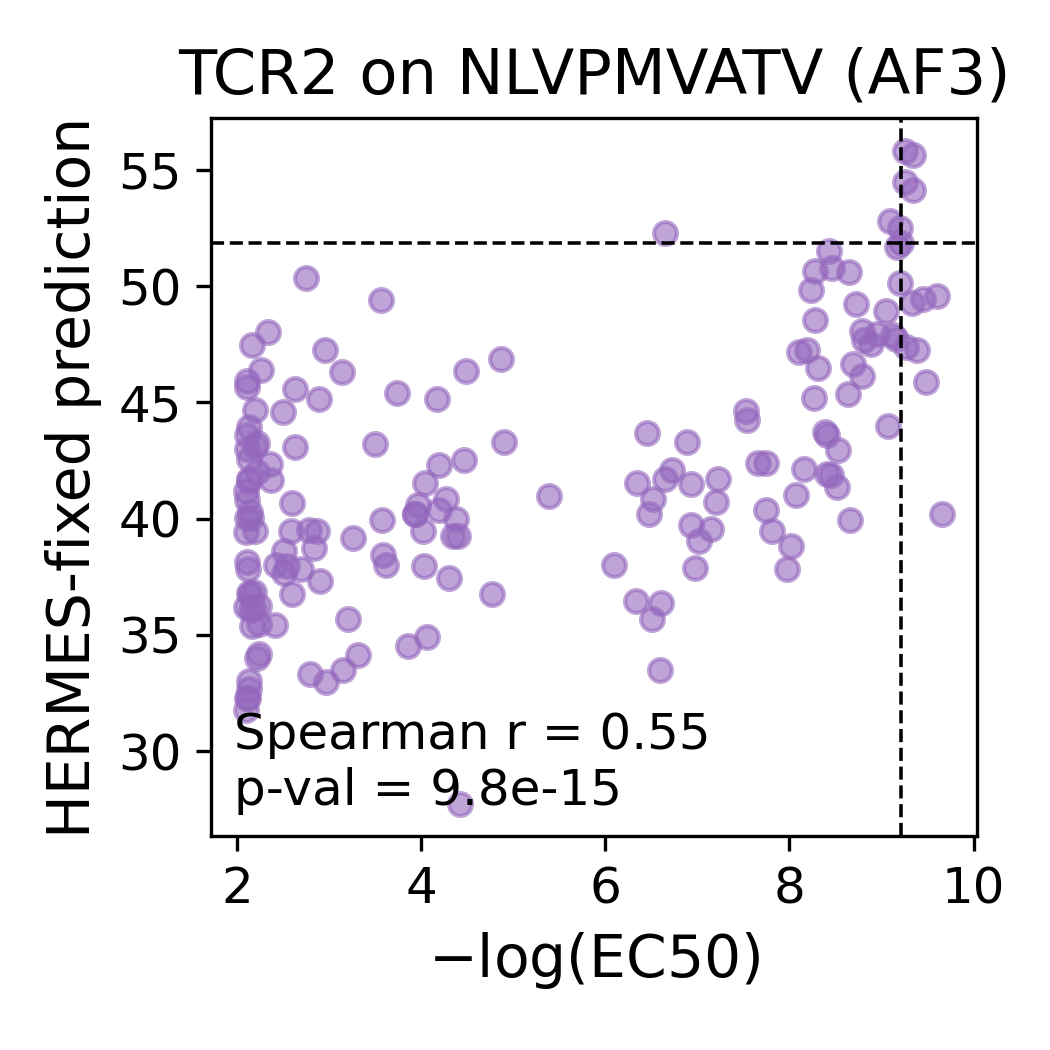 TCR2 on NLVPMVATV (AF3)
HERMES-fixed prediction
55
50
45
40
35
30
Spearman r = 0.55
p-val = 9.8e-15
2 4 6 8 10
−log(EC50)